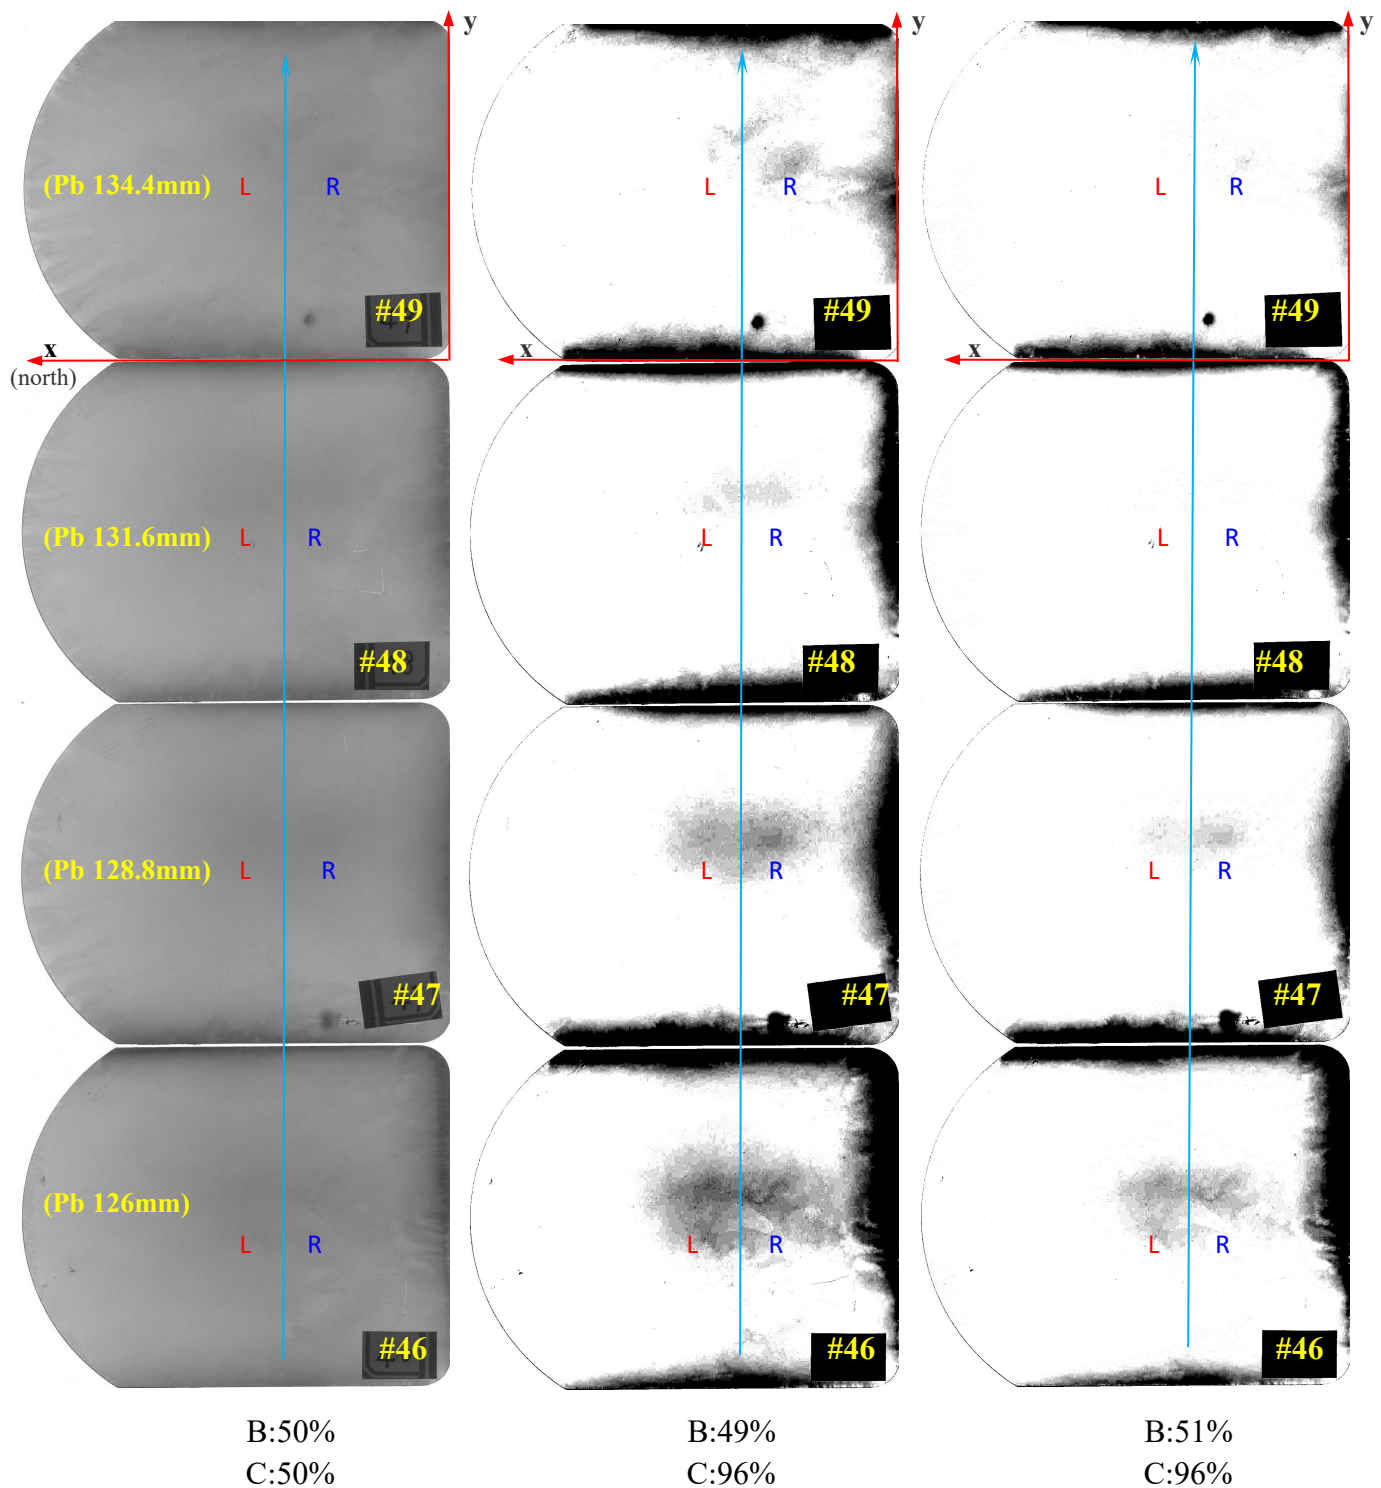 y y y
(Pb 134.4mm) L R L R L R
#49 #49 #49
x x x
(north)
(Pb 131.6mm) L R L R L R
#48 #48 #48
(Pb 128.8mm) L R L R L R
#47 #47 #47
(Pb 126mm)
L R L R L R
#46 #46 #46
B:50% B:49% B:51%
C:50% C:96% C:96%